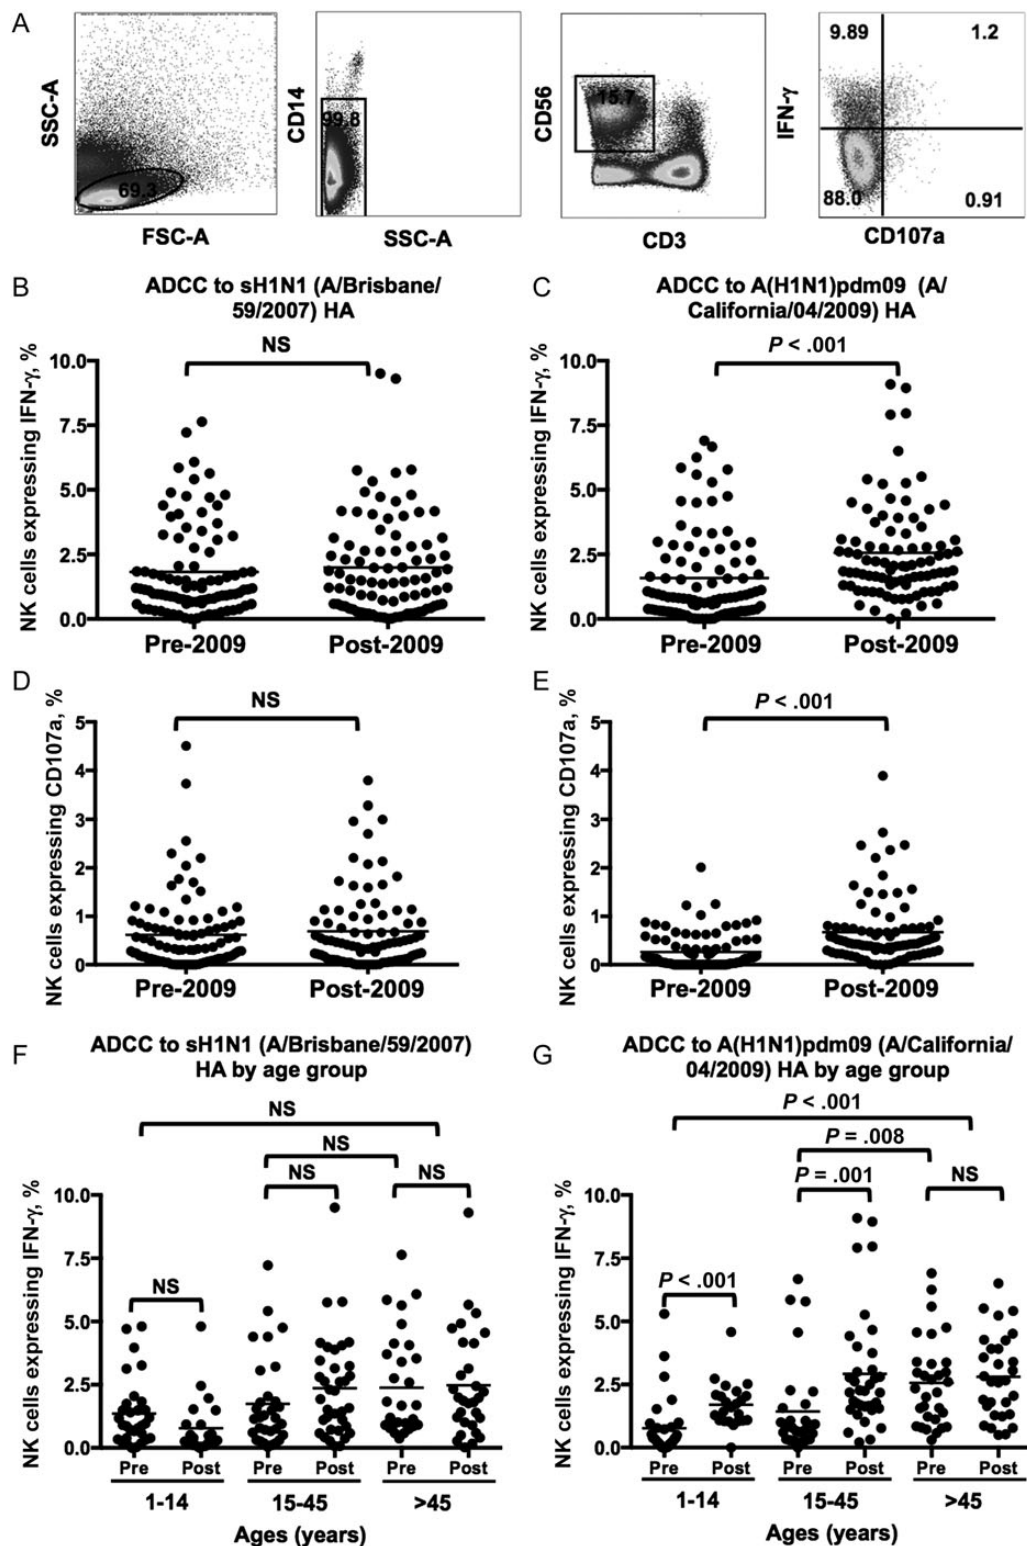 A
SSC-A
69.3
FSC-A
CD14
99.8
SSC-A
CD56
15.7
CD3
IFN-γ
9.89
1.2
88.0
0.91
CD107a
B
ADCC to sH1N1 (A/Brisbane/
59/2007) HA
NS
NK cells expressing IFN-γ, %
10.0
7.5
5.0
2.5
0.0
Pre-2009
Post-2009
C
ADCC to A(H1N1)pdm09 (A/
California/04/2009) HA
P < .001
NK cells expressing IFN-γ, %
10.0
7.5
5.0
2.5
0.0
Pre-2009
Post-2009
D
NS
NK cells expressing CD107a, %
5
4
3
2
1
0
Pre-2009
Post-2009
E
P < .001
NK cells expressing CD107a, %
5
4
3
2
1
0
Pre-2009
Post-2009
F
ADCC to sH1N1 (A/Brisbane/59/2007)
HA by age group
NS
NS
NS
NS
NS
NK cells expressing IFN-γ, %
10.0
7.5
5.0
2.5
0.0
Pre
Post
Pre
Post
Pre
Post
1-14
15-45
>45
Ages (years)
G
ADCC to A(H1N1)pdm09 (A/California/
04/2009) HA by age group
P < .001
P = .008
P = .001
NS
P < .001
NK cells expressing IFN-γ, %
10.0
7.5
5.0
2.5
0.0
Pre
Post
Pre
Post
Pre
Post
1-14
15-45
>45
Ages (years)